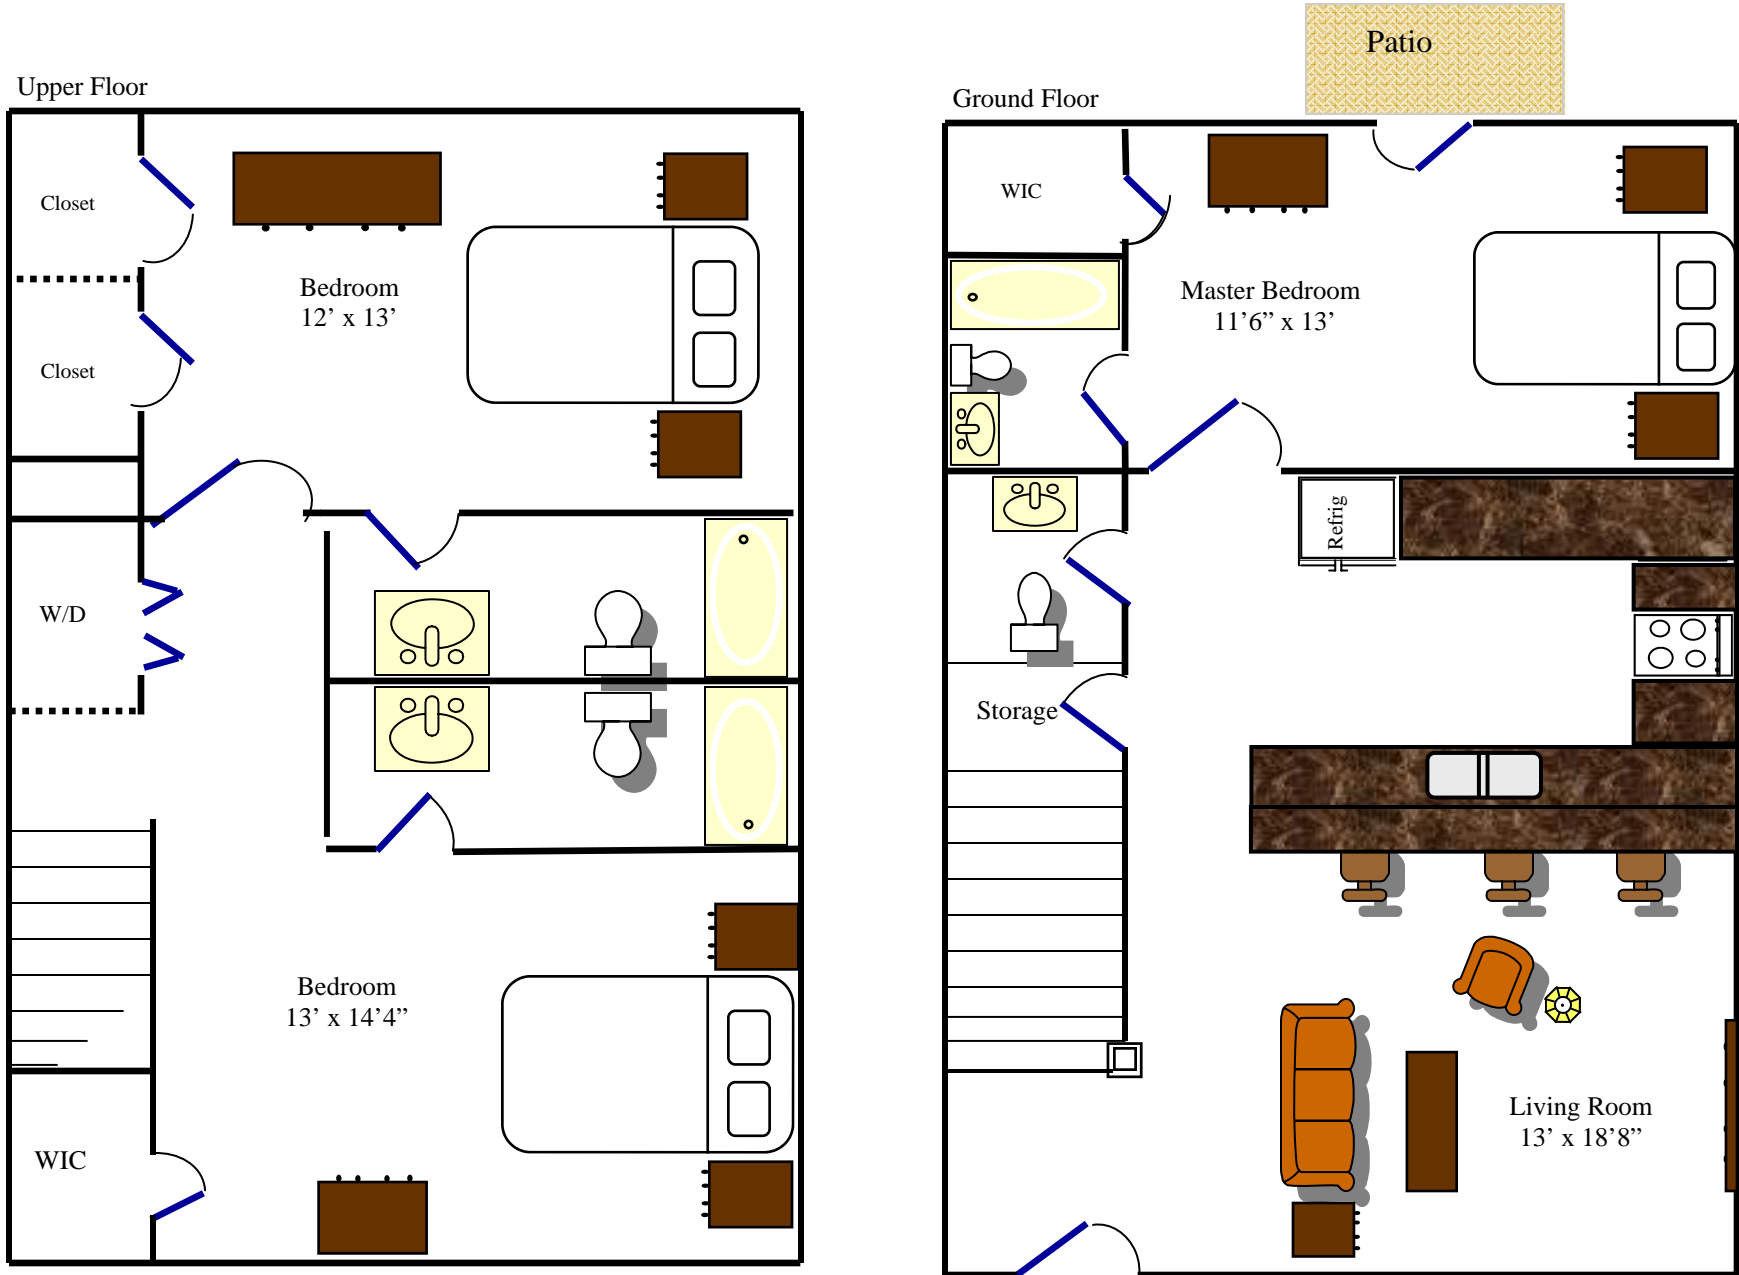 Upper Floor
Closet
Bedroom
12’ x 13’
Closet
W/D
Bedroom
13’ x 14’4”
WIC
Patio
Ground Floor
WIC
Master Bedroom
11’6” x 13’
Refrig
Storage
Living Room
13’ x 18’8”